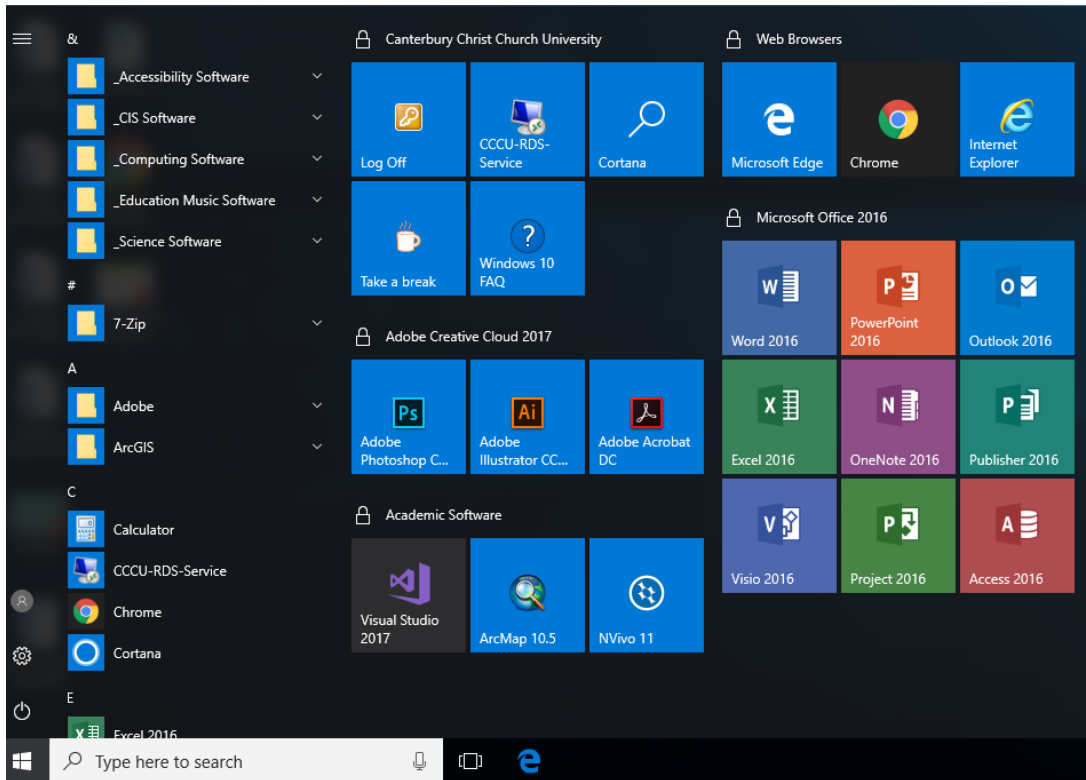 &
_Accessibility Software
_CIS Software
_Computing Software
_Education Music Software
_Science Software
#
7-Zip
A
Adobe
ArcGIS
C
Calculator
CCCU-RDS-Service
Chrome
Cortana
E
Excel 2016
Canterbury Christ Church University
Log Off
CCCU-RDS-
Service
Cortana
Take a break
?
Windows 10
FAQ
Adobe Creative Cloud 2017
Ps
Adobe
Photoshop C...
Ai
Adobe
Illustrator CC...
Adobe Acrobat
DC
Academic Software
Visual Studio
2017
ArcMap 10.5
NVivo 11
Web Browsers
Microsoft Edge
Chrome
Internet
Explorer
Microsoft Office 2016
W
Word 2016
P
PowerPoint
2016
O
Outlook 2016
X
Excel 2016
N
OneNote 2016
P
Publisher 2016
V
Visio 2016
P
Project 2016
A
Access 2016
Type here to search